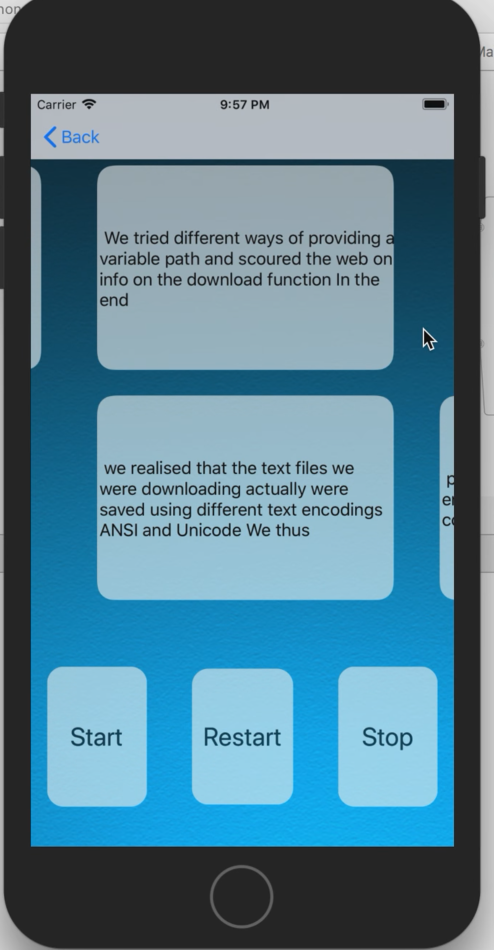 Carrier 9:57 PM
Back
We tried different ways of providing a
variable path and scoured the web on
info on the download function In the
end
we realised that the text files we
were downloading actually were
saved using different text encodings
ANSI and Unicode We thus
Start Restart Stop